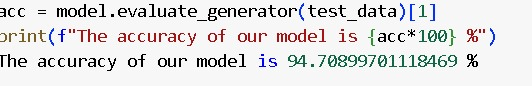 acc = model.evaluate_generator(test_data)[1]
print(f"The accuracy of our model is {acc*100} %")
The accuracy of our model is 94.70899701118469 %